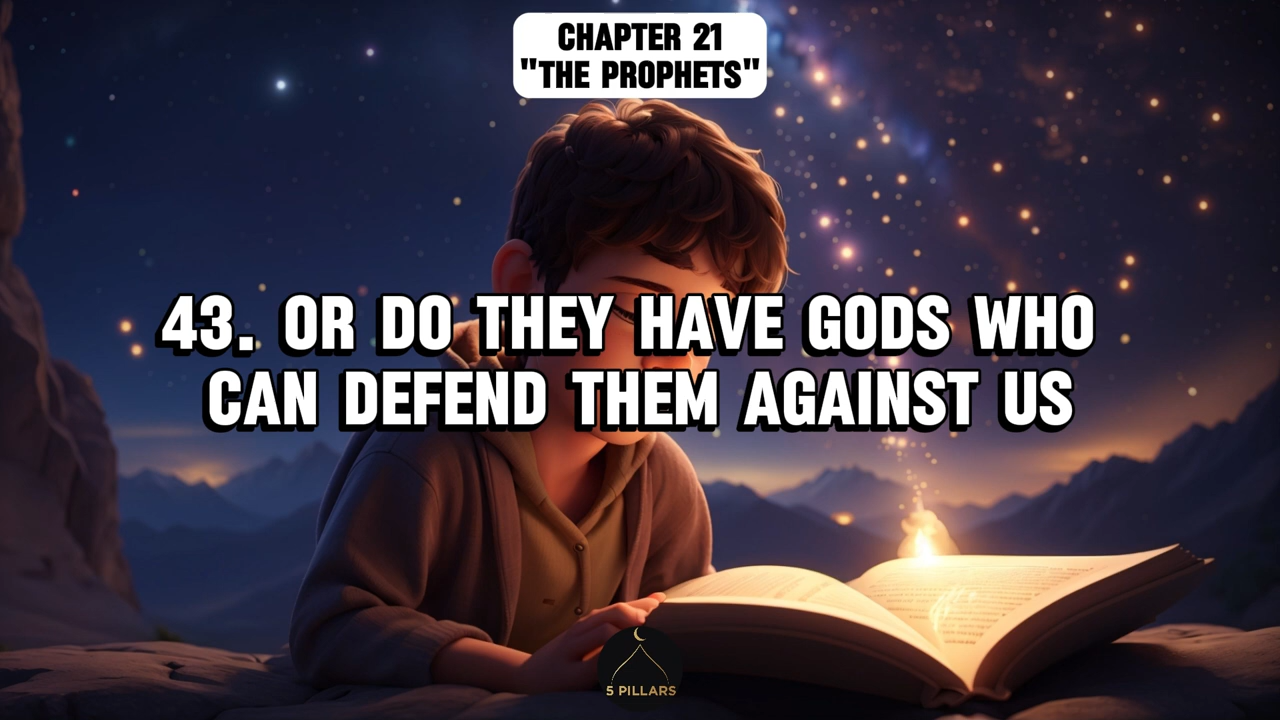 CHAPTER 21
"THE PROPHETS"
43. OR DO THEY HAVE GODS WHO
CAN DEFEND THEM AGAINST US
5 PILLARS